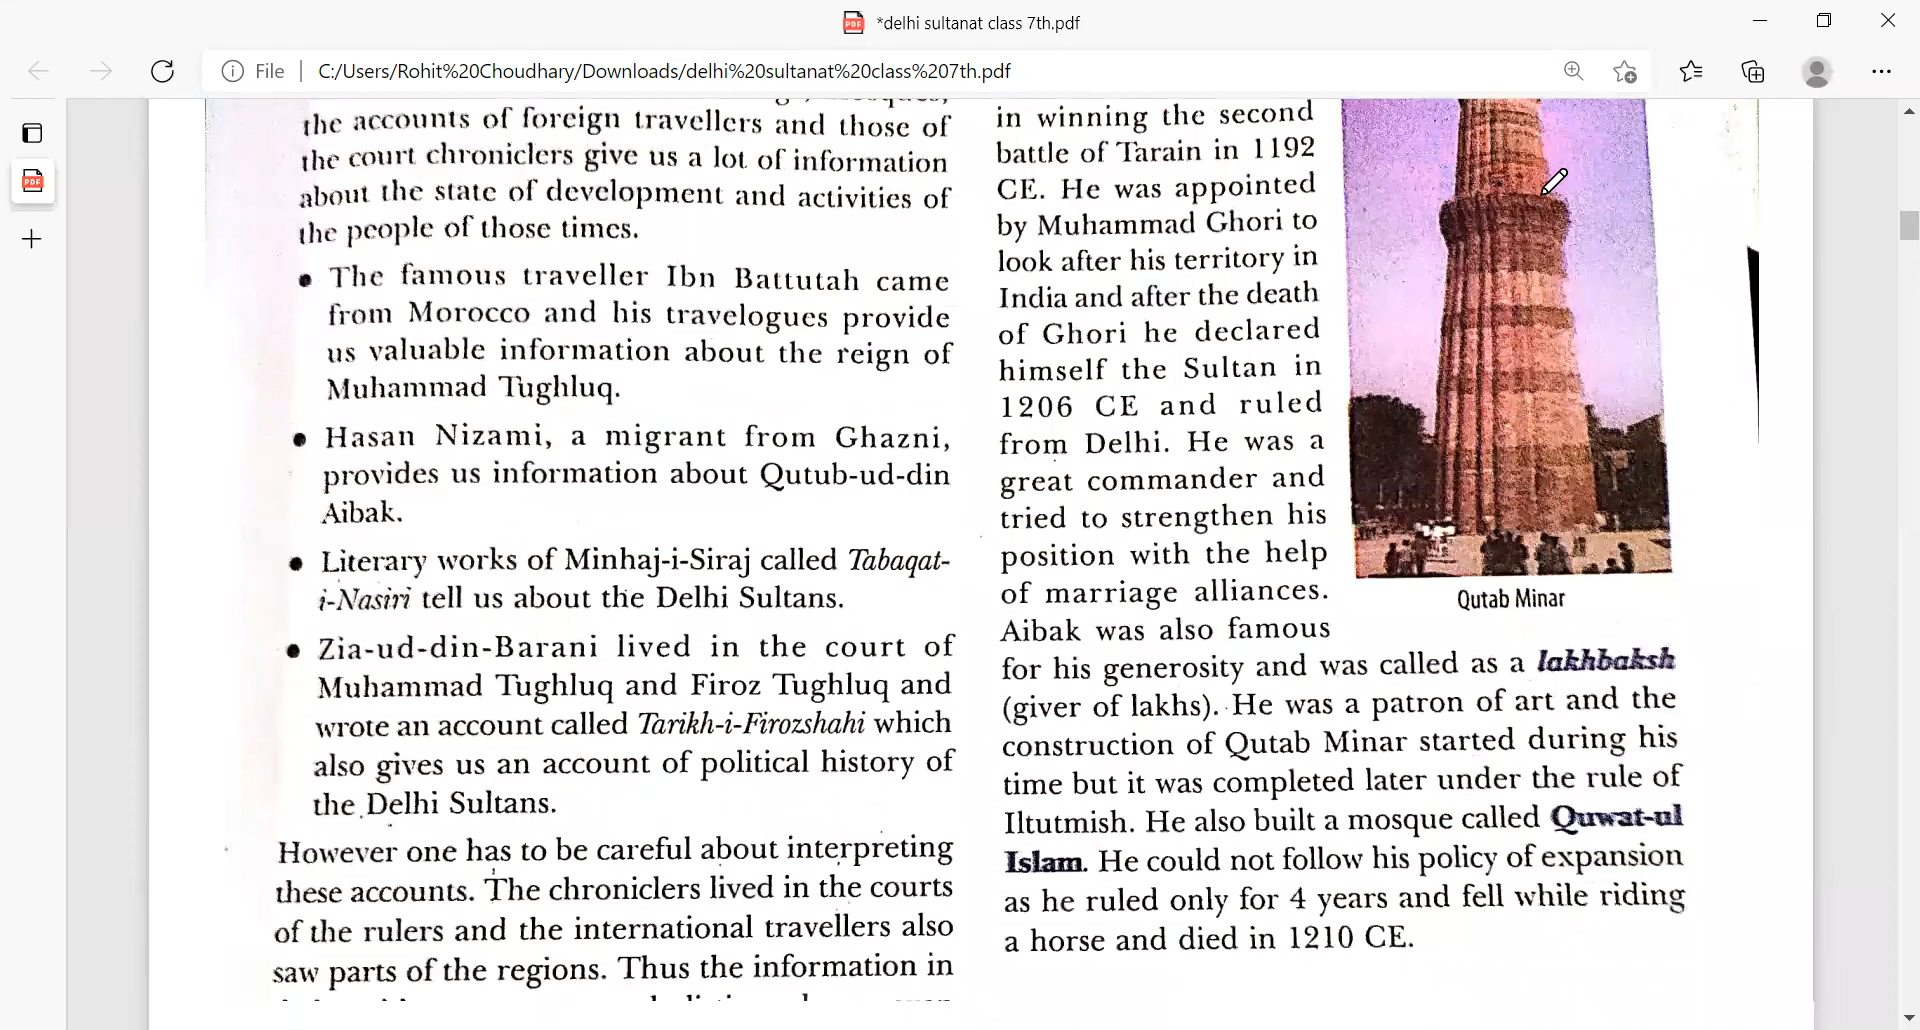 *delhi sultanat class 7th.pdf
File
C:/Users/Rohit%20Choudhary/Downloads/delhi%20sultanat%20class%207th.pdf
the accounts of foreign travellers and those of
the court chroniclers give us a lot of information
about the state of development and activities of
the people of those times.
• The famous traveller Ibn Battutah came
from Morocco and his travelogues provide
us valuable information about the reign of
Muhammad Tughluq.
• Hasan Nizami, a migrant from Ghazni,
provides us information about Qutub-ud-din
Aibak.
• Literary works of Minhaj-i-Siraj called Tabaqat-
i-Nasiri tell us about the Delhi Sultans.
• Zia-ud-din-Barani lived in the court of
Muhammad Tughluq and Firoz Tughluq and
wrote an account called Tarikh-i-Firozshahi which
also gives us an account of political history of
the Delhi Sultans.
However one has to be careful about interpreting
these accounts. The chroniclers lived in the courts
of the rulers and the international travellers also
saw parts of the regions. Thus the information in
in winning the second
battle of Tarain in 1192
CE. He was appointed
by Muhammad Ghori to
look after his territory in
India and after the death
of Ghori he declared
himself the Sultan in
1206 CE and ruled
from Delhi. He was a
great commander and
tried to strengthen his
position with the help
of marriage alliances.
Aibak was also famous
for his generosity and was called as a lakhbaksh
(giver of lakhs). He was a patron of art and the
construction of Qutab Minar started during his
time but it was completed later under the rule of
Iltutmish. He also built a mosque called Quwat-ul
Islam. He could not follow his policy of expansion
as he ruled only for 4 years and fell while riding
a horse and died in 1210 CE.
Qutab Minar